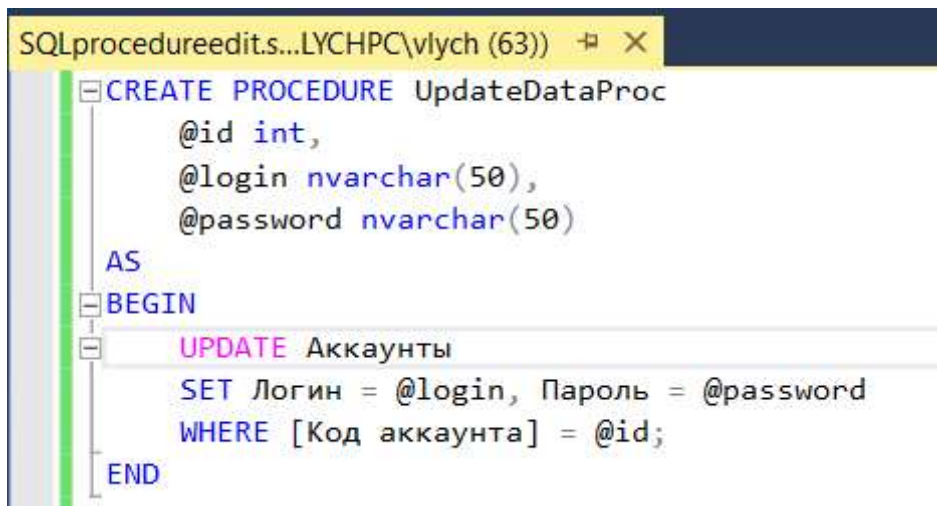 SQLprocedureedit.s...LYCHPC\vlych (63))
CREATE PROCEDURE UpdateDataProc
@id int,
@login nvarchar(50),
@password nvarchar(50)
AS
BEGIN
UPDATE Аккаунты
SET Логин = @login, Пароль = @password
WHERE [Код аккаунта] = @id;
END